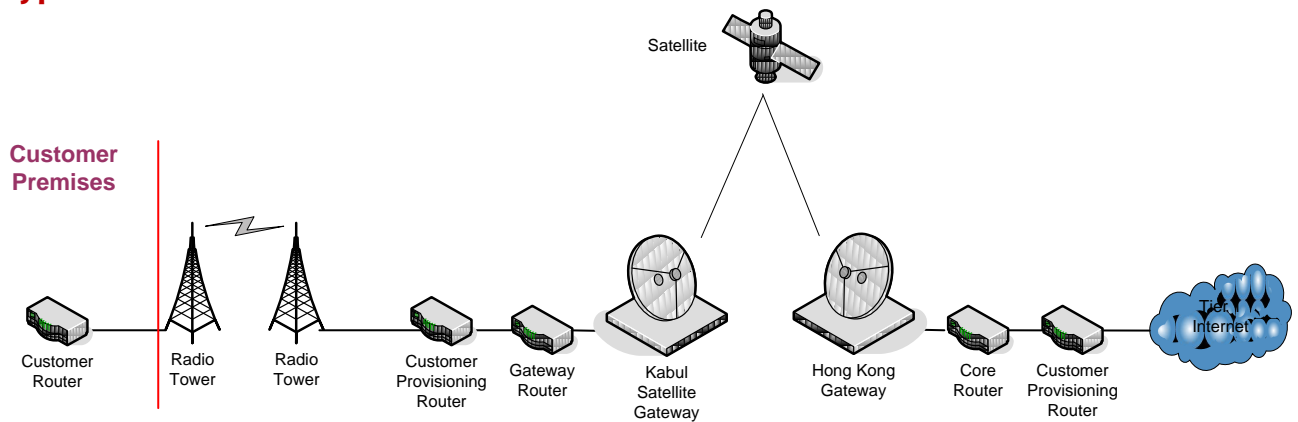 Satellite
Customer
Premises
Customer
Router
Radio
Tower
Radio
Tower
Customer
Provisioning
Router
Gateway
Router
Kabul
Satellite
Gateway
Hong Kong
Gateway
Core
Router
Customer
Provisioning
Router
Tier
Internet